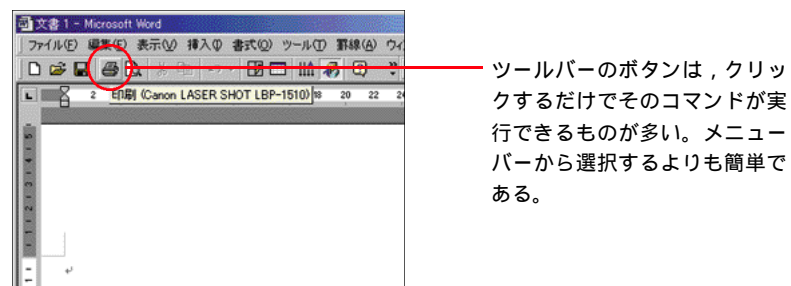 文書 1 - Microsoft Word
ファイル(F) 編集(E) 表示(V) 挿入(I) 書式(O) ツール(T) 罫線(A) ウィ
2 印刷 (Canon LASER SHOT LBP-1510) 18 20 22 24
ツールバーのボタンは，クリッ
クするだけでそのコマンドが実
行できるものが多い。メニュー
バーから選択するよりも簡単で
ある。